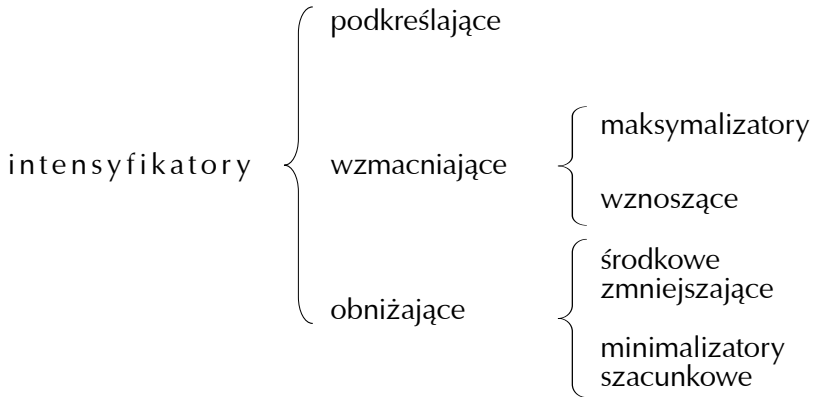 podkreślające
maksymalizatory
intensyfikatory
wzmacniające
wznoszące
środkowe
zmniejszające
obniżające
minimalizatory
szacunkowe